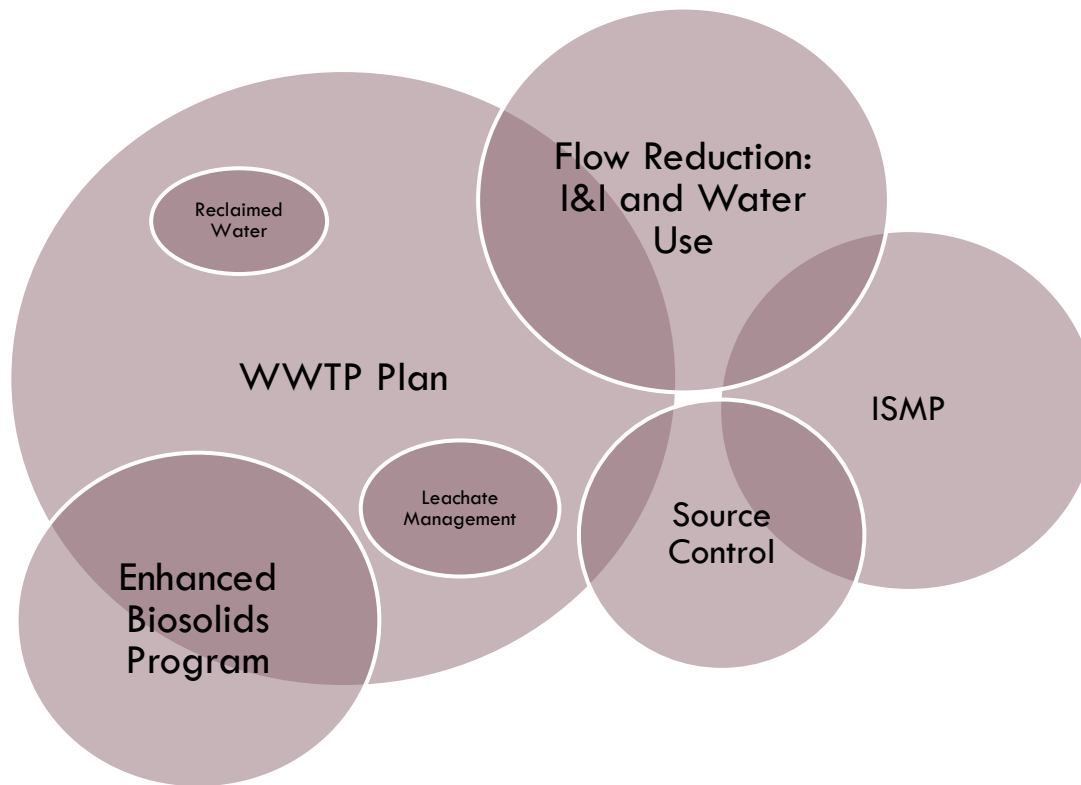 Flow Reduction:
I&I and Water
Use
Reclaimed
Water
WWTP Plan
ISMP
Leachate
Management
Source
Control
Enhanced
Biosolids
Program